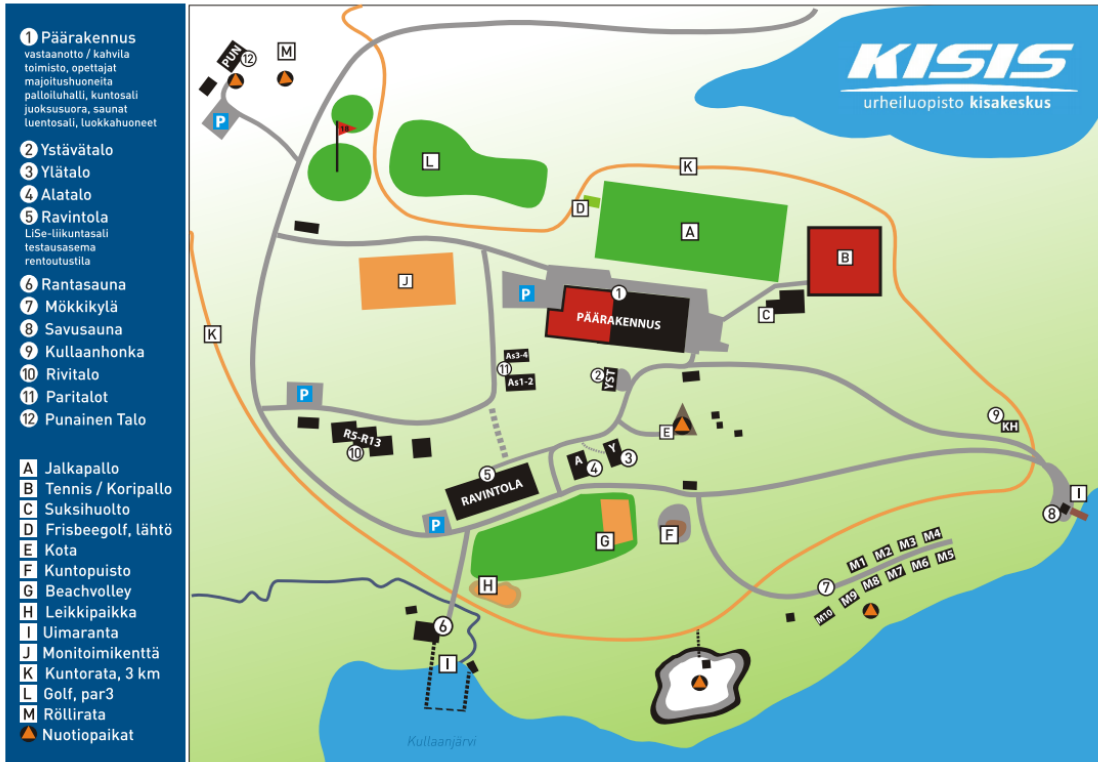 1 Päärakennus
vastaanotto / kahvila
toimisto, opettajat
majoitushuoneita
palloiluhalli, kuntosali
juoksusuora, saunat
luentosali, luokkahuoneet
2 Ystävätalo
3 Ylätalo
4 Alatalo
5 Ravintola
LiSe-liikuntasali
testausasema
rentoutustila
6 Rantasauna
7 Mökkikylä
8 Savusauna
9 Kullaanhonka
10 Rivitalo
11 Paritalot
12 Punainen Talo
A Jalkapallo
B Tennis / Koripallo
C Suksihuolto
D Frisbeegolf, lähtö
E Kota
F Kuntopuisto
G Beachvolley
H Leikkipaikka
I Uimaranta
J Monitoimikenttä
K Kuntorata, 3 km
L Golf, par3
M Röllirata
Nuotiopaikat
KISIS
urheiluopisto kisakeskus
PUN
12
M
P
18
L
K
D
A
B
J
P
1
PÄÄRAKENNUS
C
K
As3-4
11
As1-2
2
YST
P
9
KH
E
R5-R13
10
Y
3
A
4
5
RAVINTOLA
I
8
P
G
F
M1 M2 M3 M4
M10 M9 M8 M7 M6 M5
7
H
6
I
Kullaanjärvi